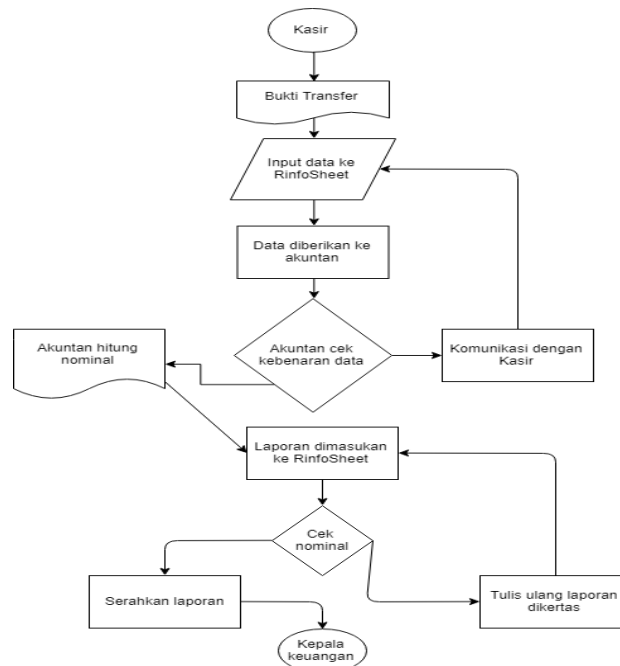 Kasir
Bukti Transfer
Input data ke
RinfoSheet
Data diberikan ke
akuntan
Akuntan hitung
nominal
Akuntan cek
kebenaran data
Komunikasi dengan
Kasir
Laporan dimasukan
ke RinfoSheet
Cek
nominal
Serahkan laporan
Tulis ulang laporan
dikertas
Kepala
keuangan